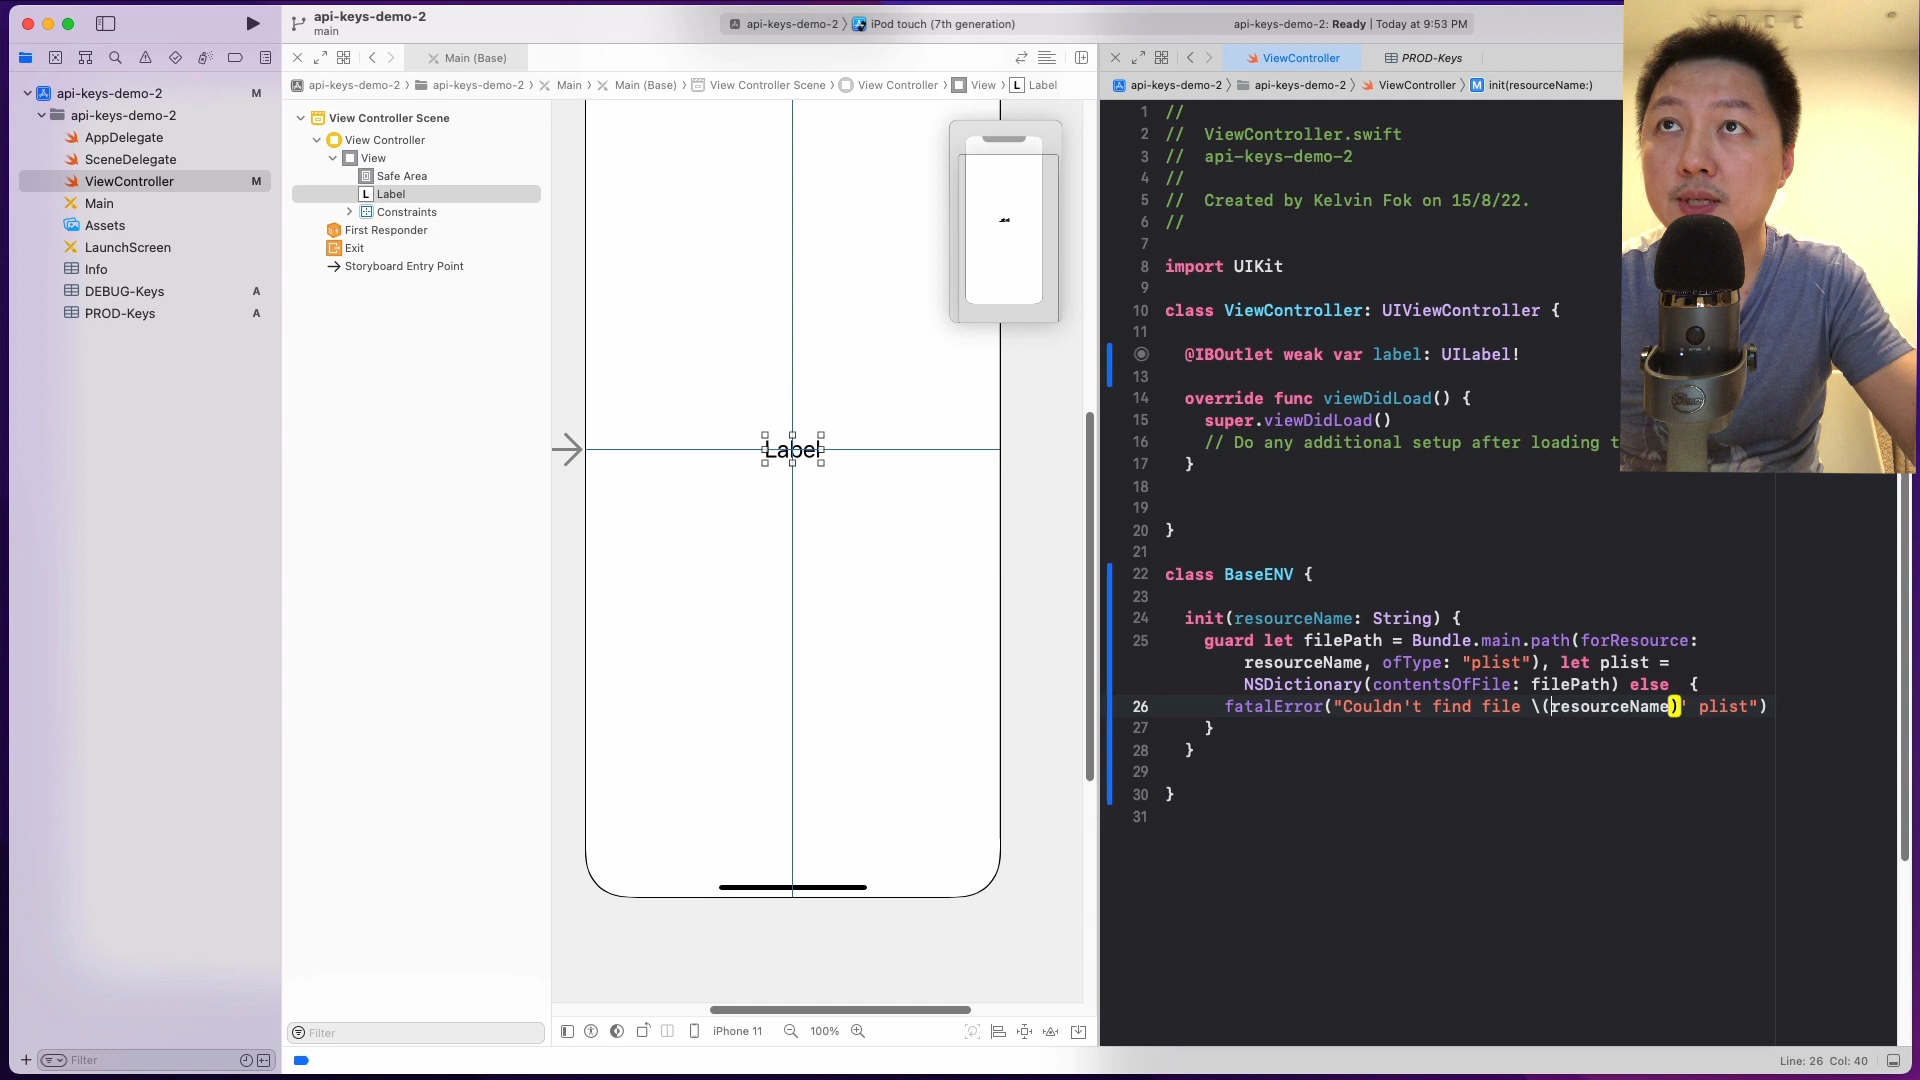 api-keys-demo-2
main
api-keys-demo-2 iPod touch (7th generation)
api-keys-demo-2: Ready | Today at 9:53 PM
Main (Base)
ViewController
PROD-Keys
api-keys-demo-2 api-keys-demo-2 Main Main (Base) View Controller Scene View Controller View L Label
api-keys-demo-2 api-keys-demo-2 ViewController M init(resourceName:)
api-keys-demo-2 M
api-keys-demo-2
AppDelegate
SceneDelegate
ViewController M
Main
Assets
LaunchScreen
Info
DEBUG-Keys A
PROD-Keys A
View Controller Scene
View Controller
View
Safe Area
L Label
Constraints
First Responder
Exit
Storyboard Entry Point
Label
1 //
2 // ViewController.swift
3 // api-keys-demo-2
4 //
5 // Created by Kelvin Fok on 15/8/22.
6 //
7
8 import UIKit
9
10 class ViewController: UIViewController {
11
@IBOutlet weak var label: UILabel!
13
14 override func viewDidLoad() {
15 super.viewDidLoad()
16 // Do any additional setup after loading t
17 }
18
19
20 }
21
22 class BaseENV {
23
24 init(resourceName: String) {
25 guard let filePath = Bundle.main.path(forResource:
resourceName, ofType: "plist"), let plist =
NSDictionary(contentsOfFile: filePath) else {
26 fatalError("Couldn't find file \(resourceName)' plist")
27 }
28 }
29
30 }
31
Filter
iPhone 11 100%
Filter
Line: 26 Col: 40